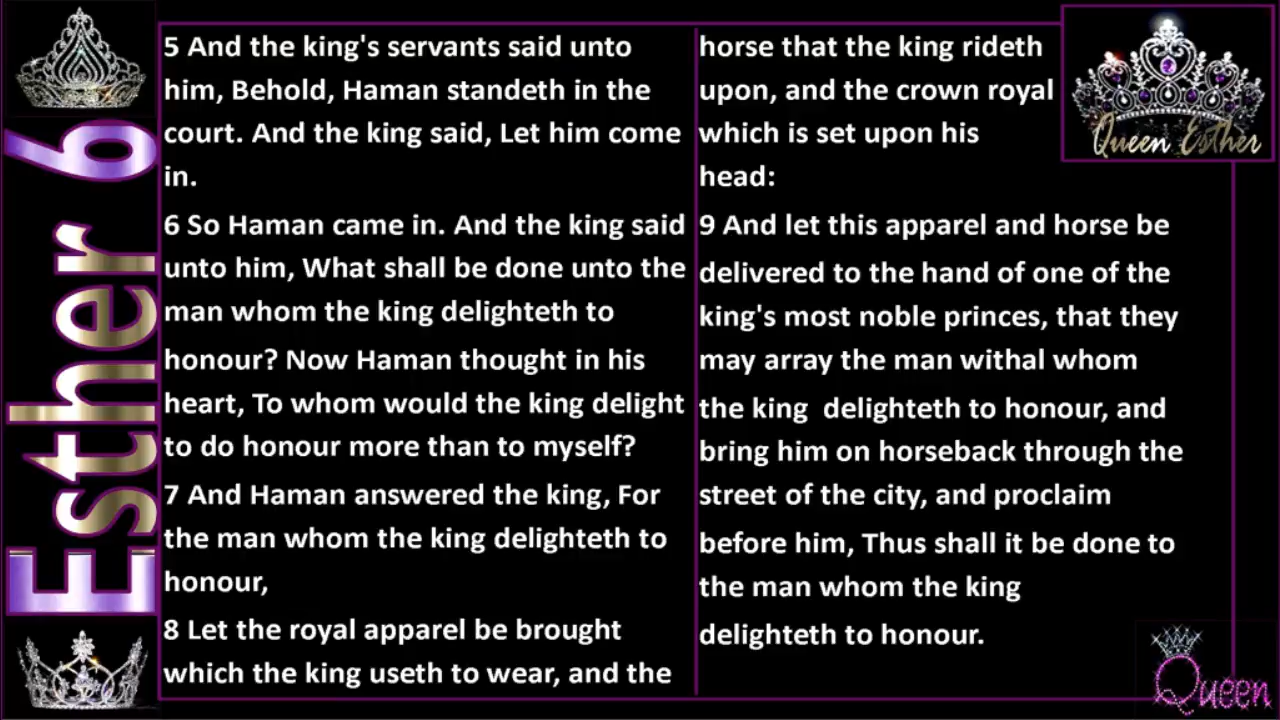 Esther 6
5 And the king's servants said unto
him, Behold, Haman standeth in the
court. And the king said, Let him come
in.
6 So Haman came in. And the king said
unto him, What shall be done unto the
man whom the king delighteth to
honour? Now Haman thought in his
heart, To whom would the king delight
to do honour more than to myself?
7 And Haman answered the king, For
the man whom the king delighteth to
honour,
8 Let the royal apparel be brought
which the king useth to wear, and the
horse that the king rideth
upon, and the crown royal
which is set upon his
head:
9 And let this apparel and horse be
delivered to the hand of one of the
king's most noble princes, that they
may array the man withal whom
the king  delighteth to honour, and
bring him on horseback through the
street of the city, and proclaim
before him, Thus shall it be done to
the man whom the king
delighteth to honour.
Queen Esther
Queen